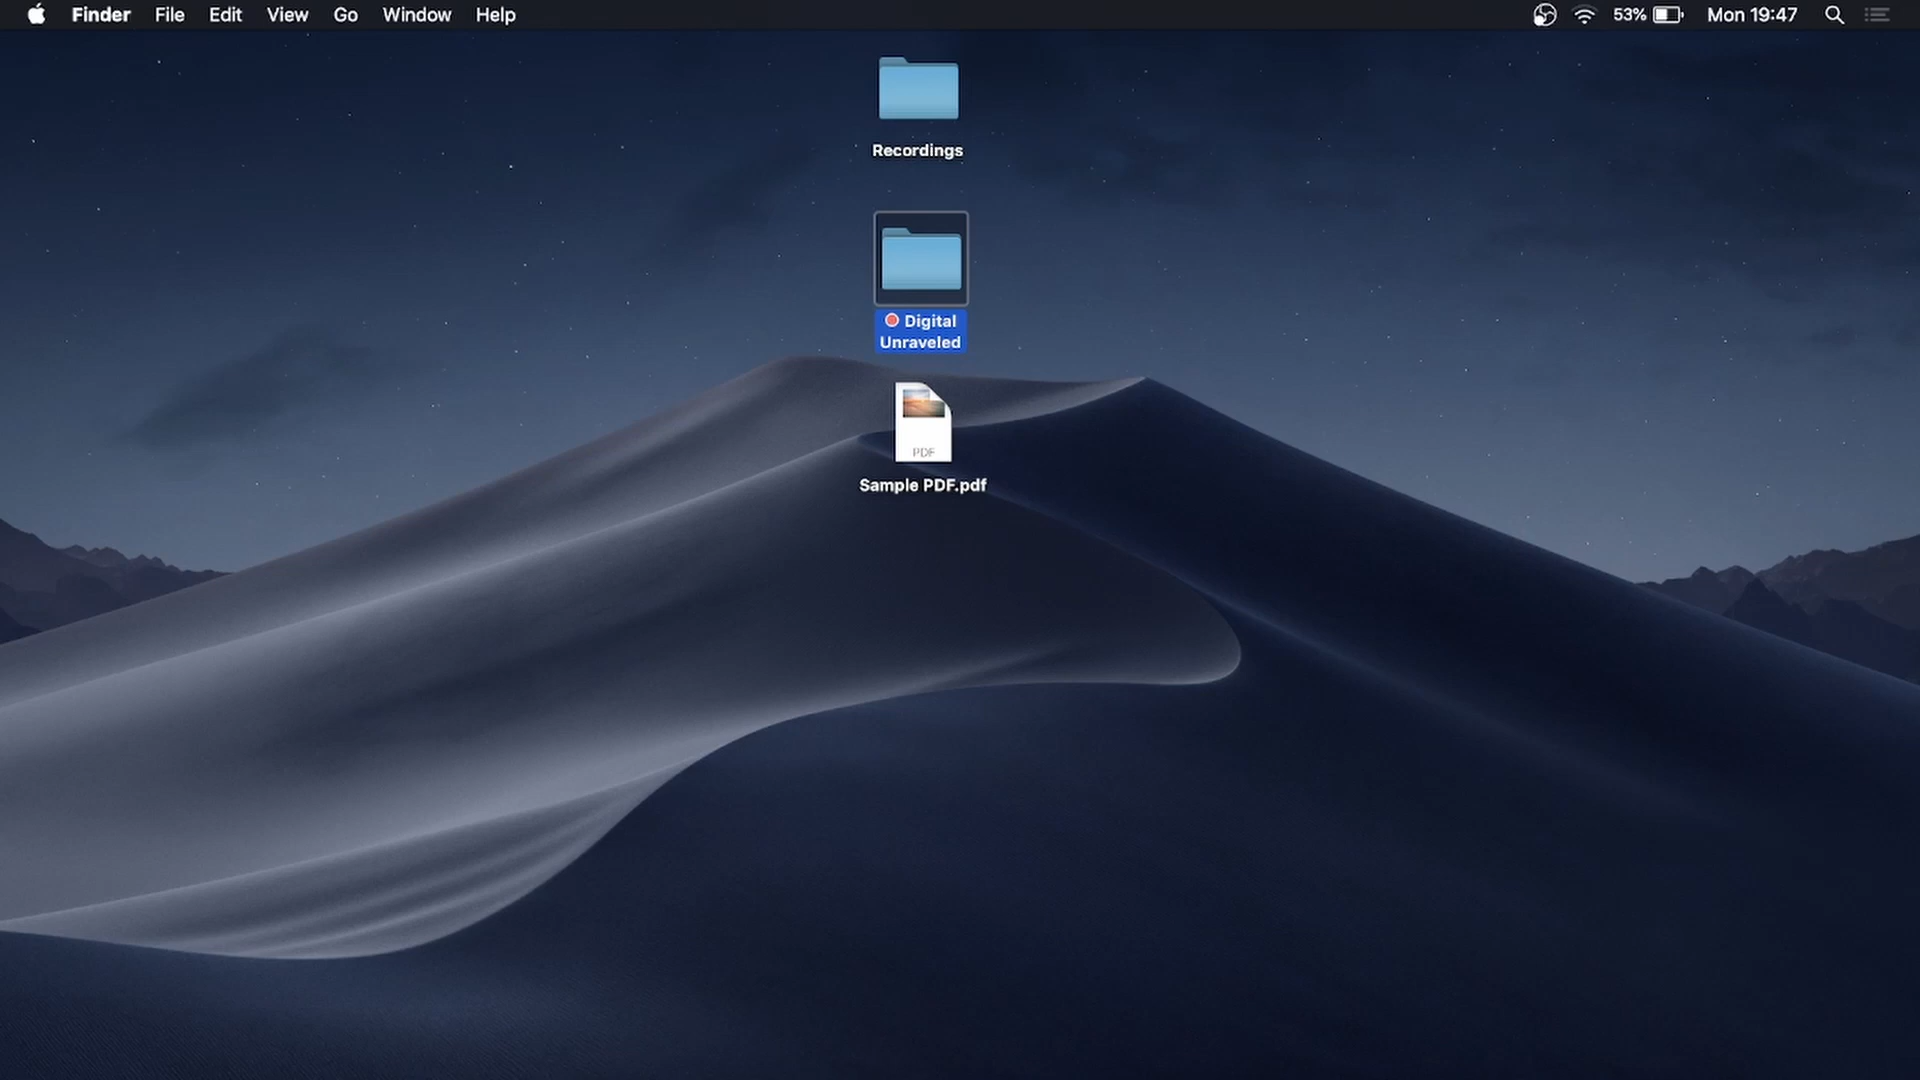 Finder File Edit View Go Window Help 53% Mon 19:47
Recordings
Digital
Unraveled
PDF
Sample PDF.pdf